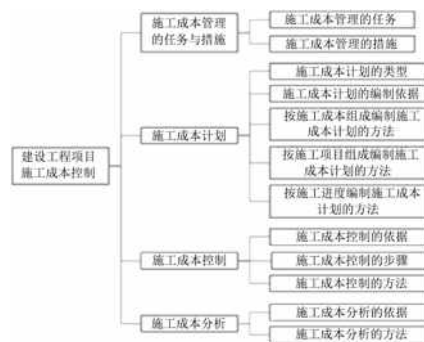 建设工程项目
施工成本控制
施工成本管理
的任务与措施
施工成本管理的任务
施工成本管理的措施
施工成本计划
施工成本计划的类型
施工成本计划的编制依据
按施工成本组成编制施工
成本计划的方法
按施工项目组成编制施工
成本计划的方法
按施工进度编制施工成本
计划的方法
施工成本控制
施工成本控制的依据
施工成本控制的步骤
施工成本控制的方法
施工成本分析
施工成本分析的依据
施工成本分析的方法